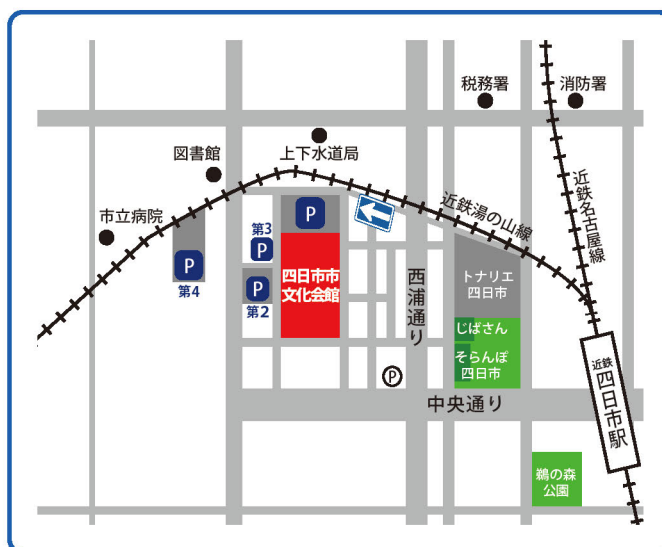 税務署
消防署
図書館
上下水道局
市立病院
近鉄湯の山線
近鉄名古屋線
P
第3
P
四日市市
文化会館
P
第4
P
第2
西浦通り
トナリエ
四日市
じばさん
そらんぽ
四日市
P
中央通り
近鉄
四日市駅
鵜の森
公園